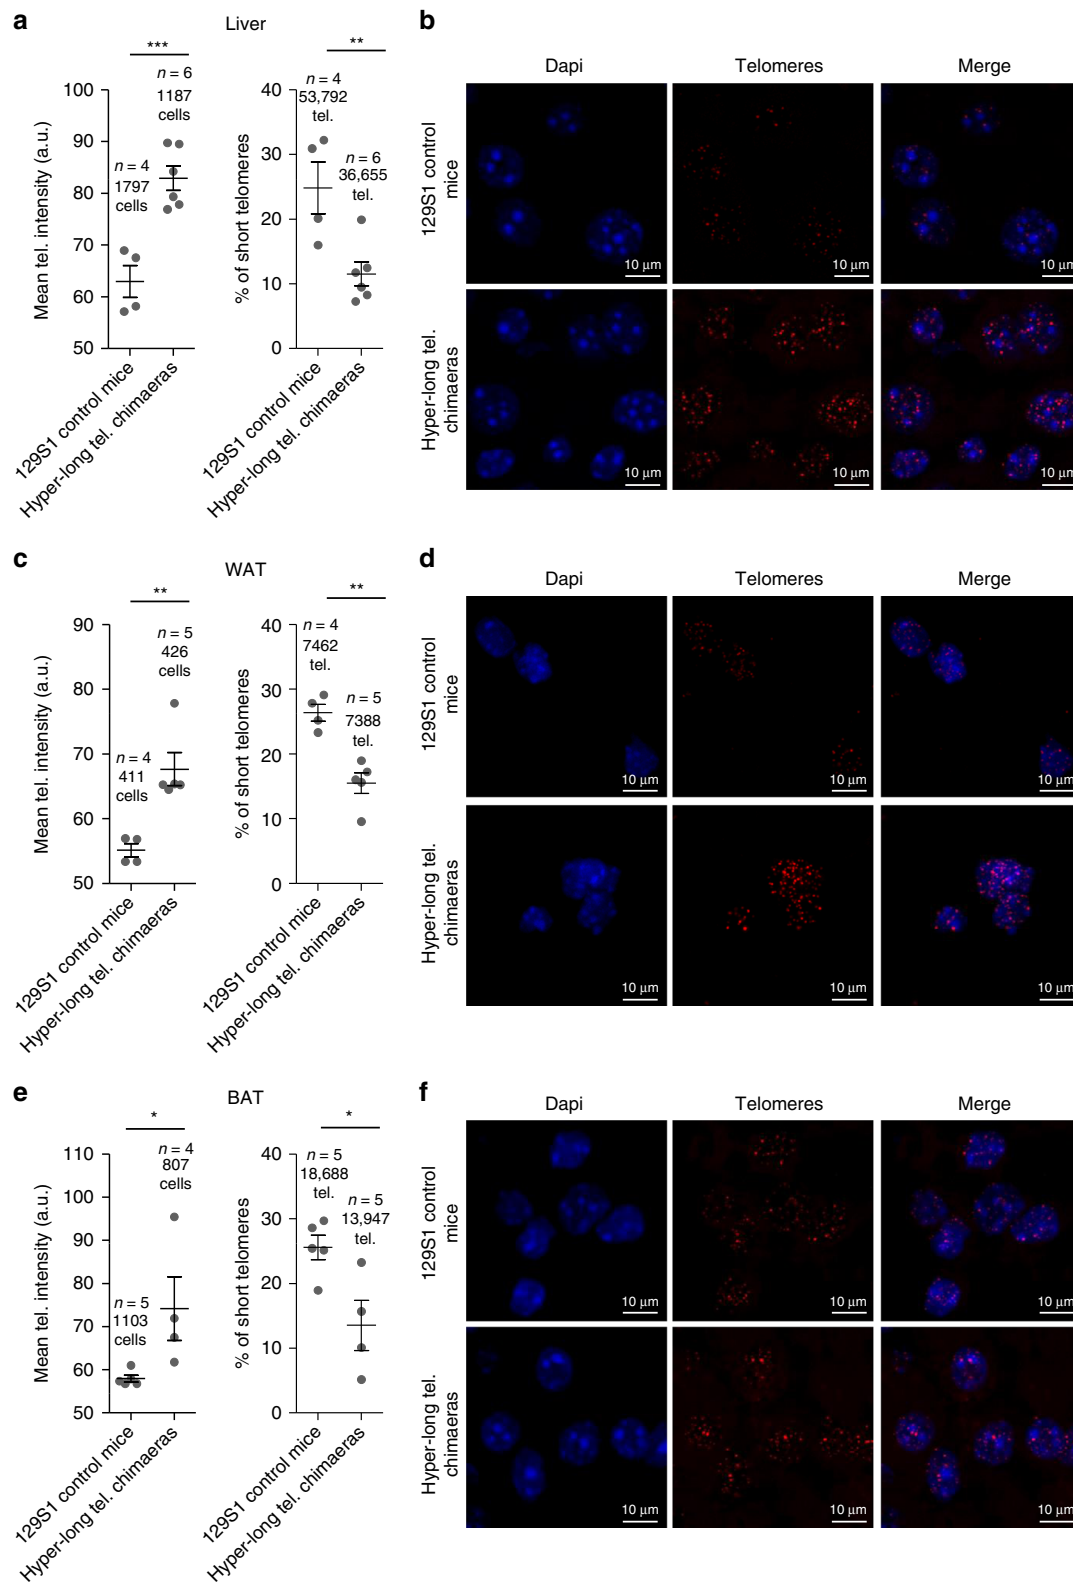 a
Liver
***
n = 6
1187
cells
n = 4
1797
cells
Mean tel. intensity (a.u.)
100
90
80
70
60
50
129S1 control mice
Hyper-long tel. chimaeras
**
n = 4
53,792
tel.
n = 6
36,655
tel.
% of short telomeres
40
30
20
10
0
129S1 control mice
Hyper-long tel. chimaeras
b
Dapi
Telomeres
Merge
129S1 control
mice
10 μm
10 μm
10 μm
Hyper-long tel.
chimaeras
10 μm
10 μm
10 μm
c
WAT
**
n = 5
426
cells
n = 4
411
cells
Mean tel. intensity (a.u.)
90
80
70
60
50
129S1 control mice
Hyper-long tel. chimaeras
**
n = 4
7462
tel.
n = 5
7388
tel.
% of short telomeres
40
30
20
10
0
129S1 control mice
Hyper-long tel. chimaeras
d
Dapi
Telomeres
Merge
129S1 control
mice
10 μm
10 μm
10 μm
Hyper-long tel.
chimaeras
10 μm
10 μm
10 μm
e
BAT
*
n = 4
807
cells
n = 5
1103
cells
Mean tel. intensity (a.u.)
110
100
90
80
70
60
50
129S1 control mice
Hyper-long tel. chimaeras
*
n = 5
18,688
tel.
n = 5
13,947
tel.
% of short telomeres
40
30
20
10
0
129S1 control mice
Hyper-long tel. chimaeras
f
Dapi
Telomeres
Merge
129S1 control
mice
10 μm
10 μm
10 μm
Hyper-long tel.
chimaeras
10 μm
10 μm
10 μm